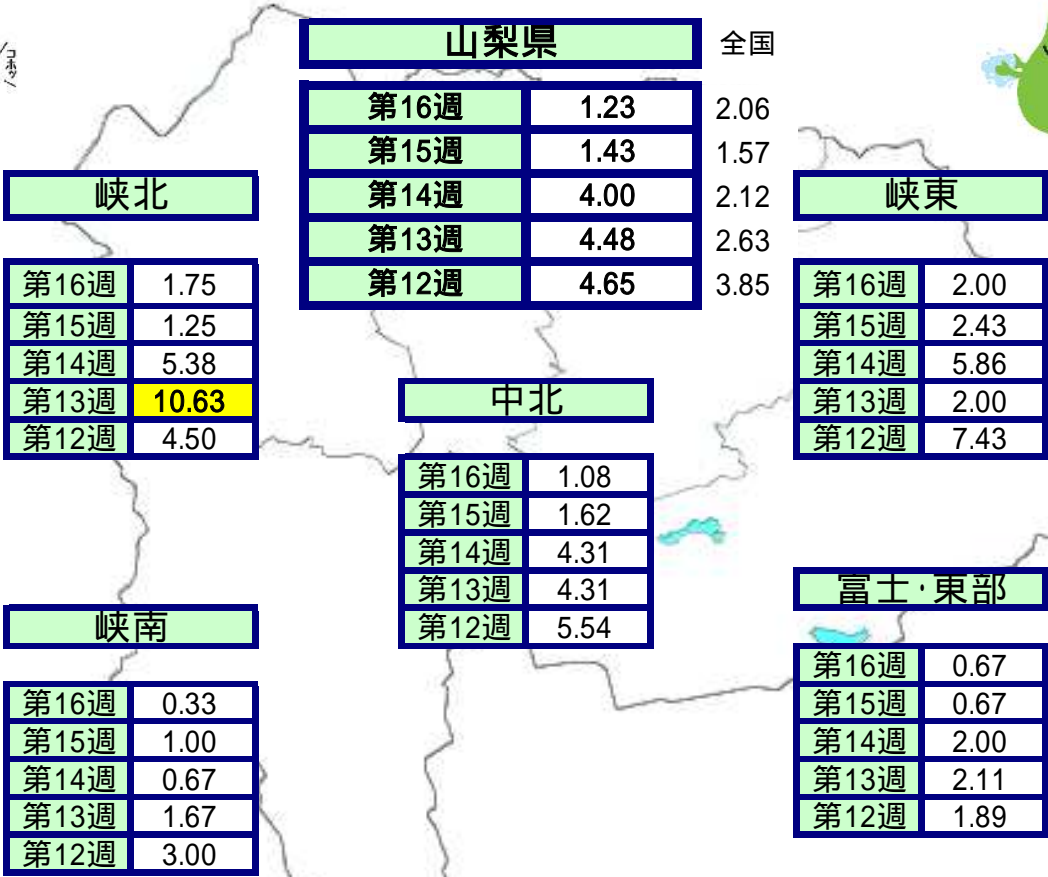 コホッ
山梨県 全国
第16週 1.23 2.06
第15週 1.43 1.57
第14週 4.00 2.12
第13週 4.48 2.63
第12週 4.65 3.85
峡北
第16週 1.75
第15週 1.25
第14週 5.38
第13週 10.63
第12週 4.50
峡東
第16週 2.00
第15週 2.43
第14週 5.86
第13週 2.00
第12週 7.43
中北
第16週 1.08
第15週 1.62
第14週 4.31
第13週 4.31
第12週 5.54
峡南
第16週 0.33
第15週 1.00
第14週 0.67
第13週 1.67
第12週 3.00
富士・東部
第16週 0.67
第15週 0.67
第14週 2.00
第13週 2.11
第12週 1.89